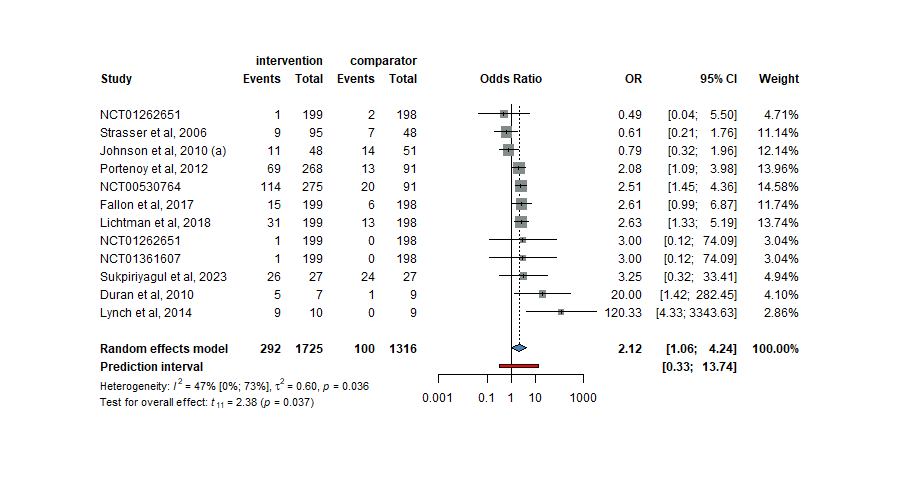 intervention comparator
Study Events Total Events Total Odds Ratio OR 95% CI Weight
NCT01262651 1 199 2 198 0.49 [0.04; 5.50] 4.71%
Strasser et al, 2006 9 95 7 48 0.61 [0.21; 1.76] 11.14%
Johnson et al, 2010 (a) 11 48 14 51 0.79 [0.32; 1.96] 12.14%
Portenoy et al, 2012 69 268 13 91 2.08 [1.09; 3.98] 13.96%
NCT00530764 114 275 20 91 2.51 [1.45; 4.36] 14.58%
Fallon et al, 2017 15 199 6 198 2.61 [0.99; 6.87] 11.74%
Lichtman et al, 2018 31 199 13 198 2.63 [1.33; 5.19] 13.74%
NCT01262651 1 199 0 198 3.00 [0.12; 74.09] 3.04%
NCT01361607 1 199 0 198 3.00 [0.12; 74.09] 3.04%
Sukpiriyagul et al, 2023 26 27 24 27 3.25 [0.32; 33.41] 4.94%
Duran et al, 2010 5 7 1 9 20.00 [1.42; 282.45] 4.10%
Lynch et al, 2014 9 10 0 9 120.33 [4.33; 3343.63] 2.86%
Random effects model 292 1725 100 1316 2.12 [1.06; 4.24] 100.00%
Prediction interval [0.33; 13.74]
Heterogeneity: I² = 47% [0%; 73%], τ² = 0.60, p = 0.036
Test for overall effect: t₁₁ = 2.38 (p = 0.037)
0.001 0.1 1 10 1000